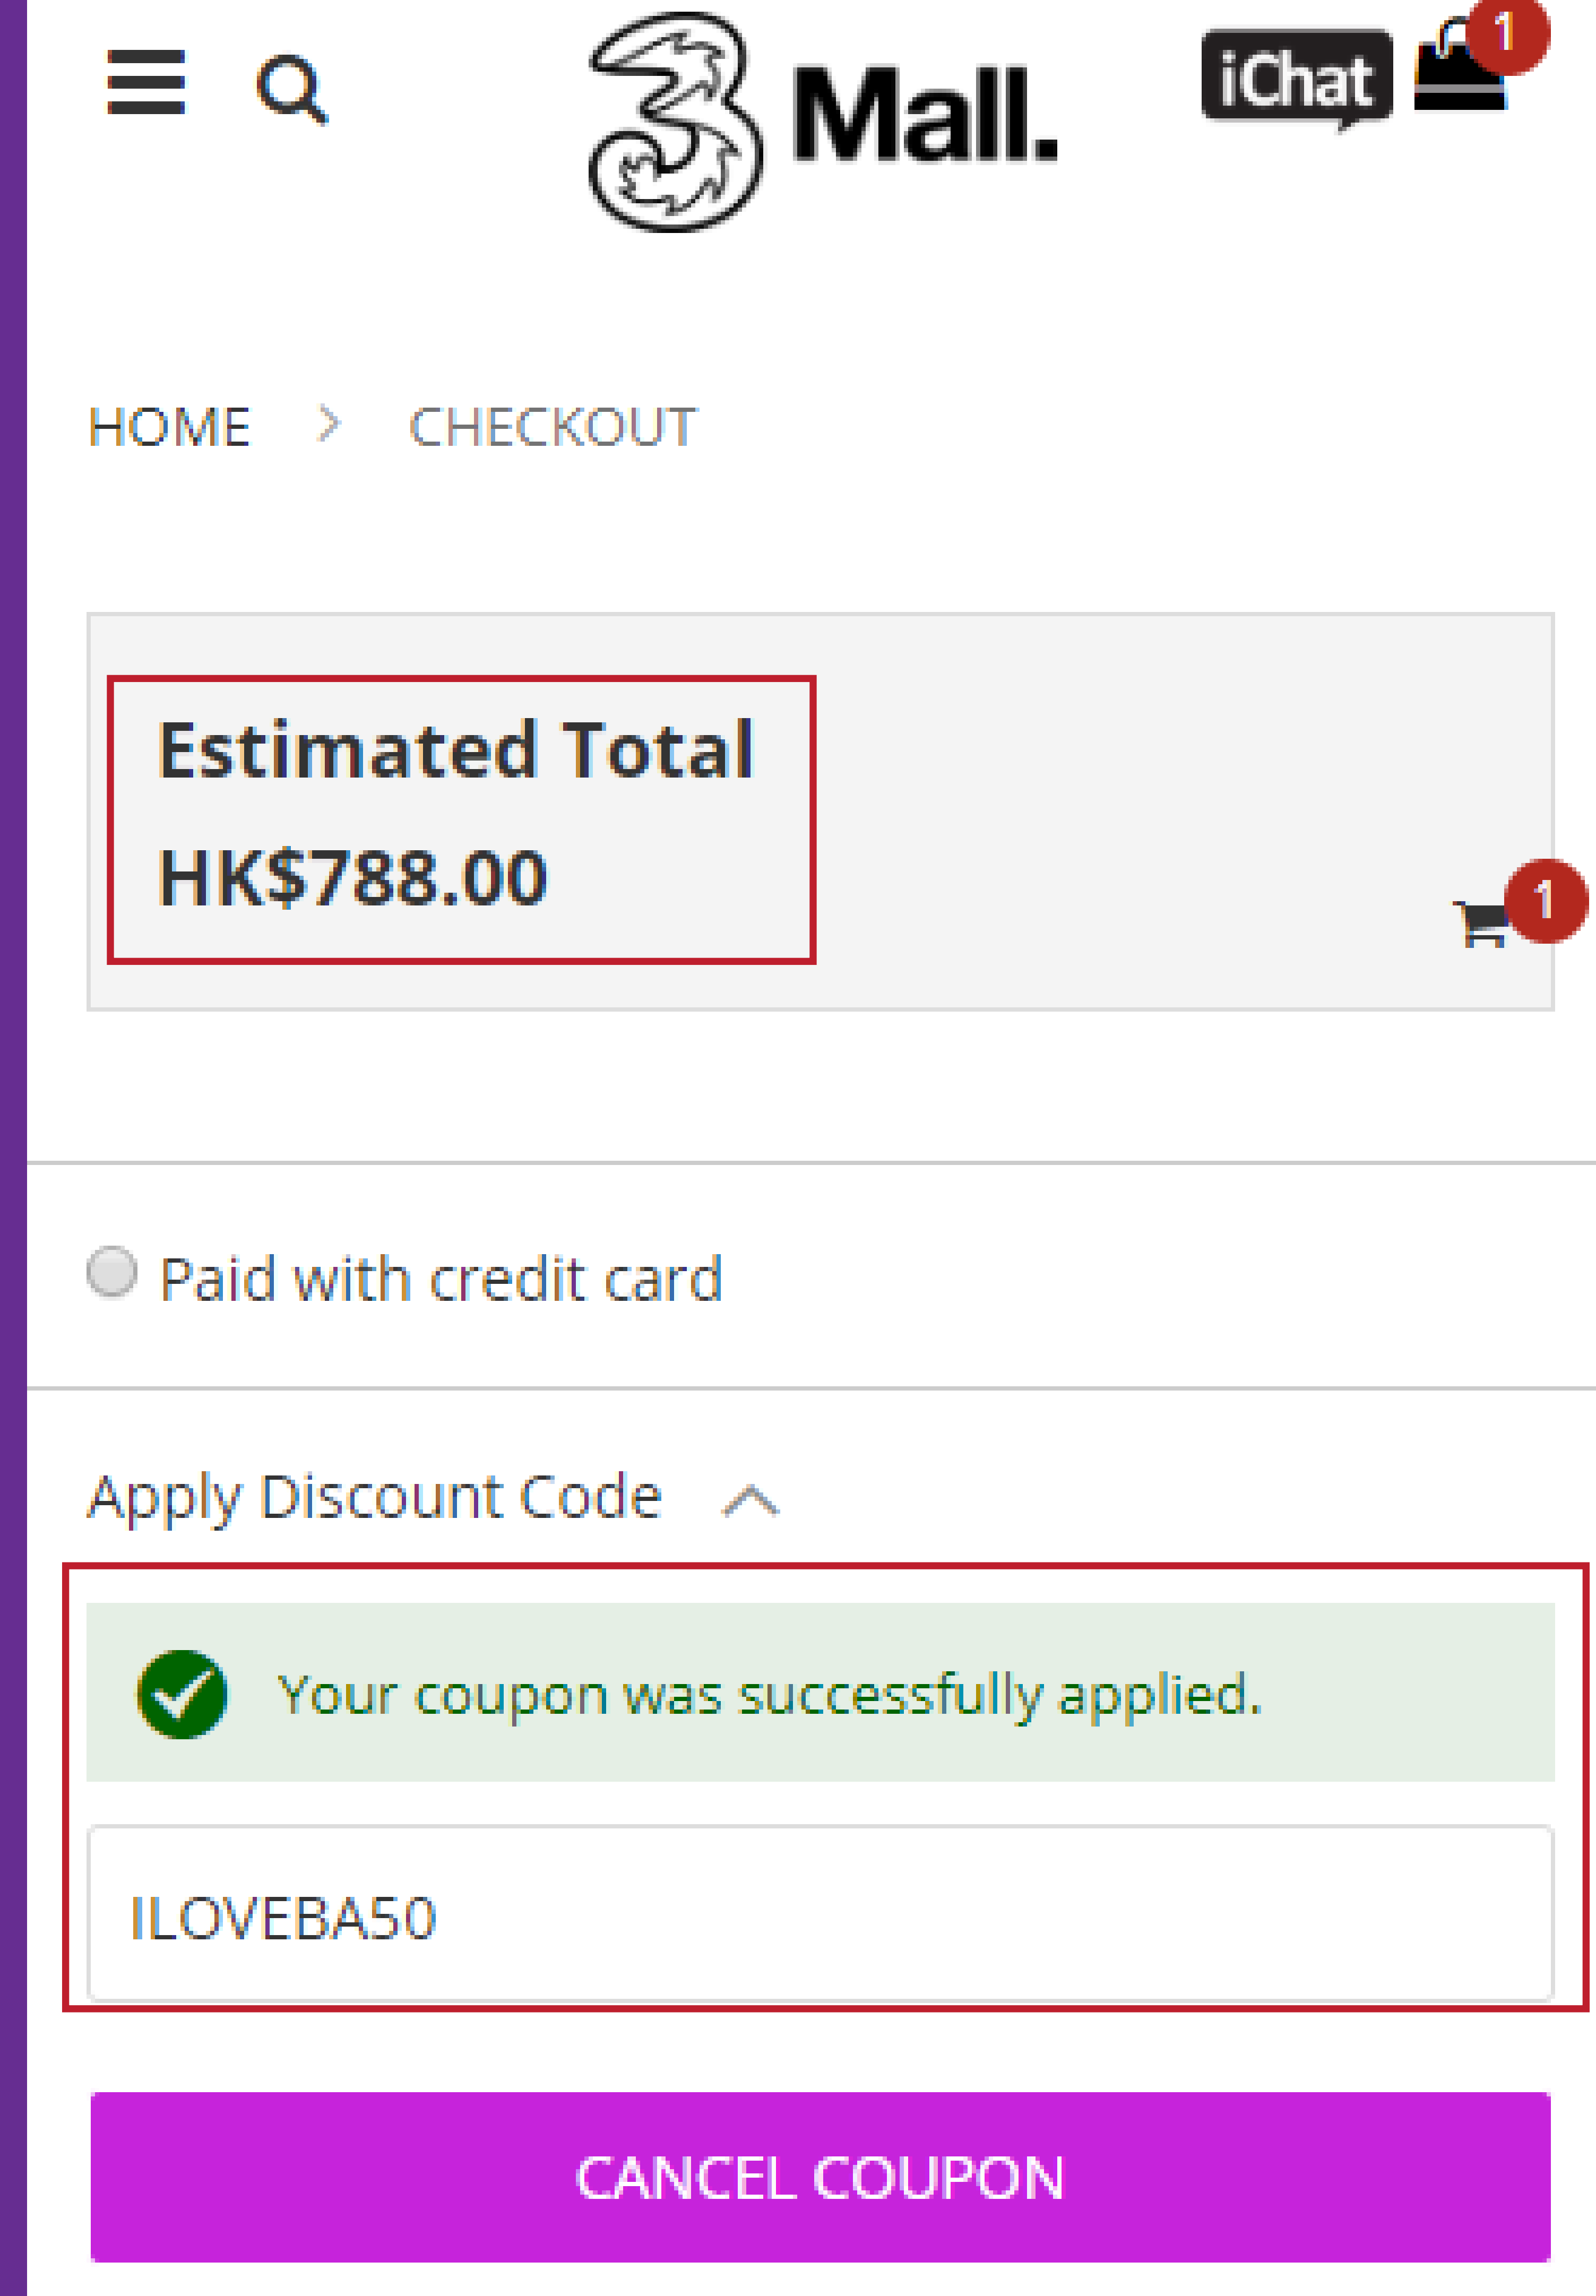 3 Mall.
iChat
1
HOME > CHECKOUT
Estimated Total
HK$788.00
1
Paid with credit card
Apply Discount Code
Your coupon was successfully applied.
ILOVEBA50
CANCEL COUPON